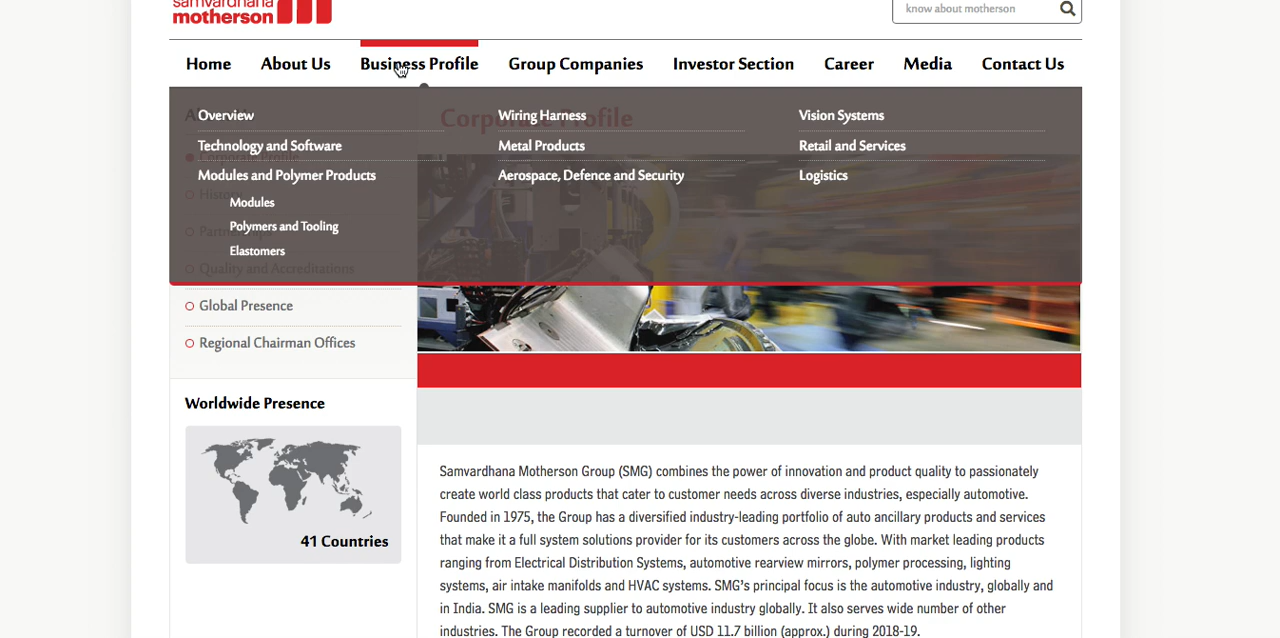 samvardhana
motherson
know about motherson
Home
About Us
Business Profile
Group Companies
Investor Section
Career
Media
Contact Us
Corporate Profile
Overview
Wiring Harness
Vision Systems
Technology and Software
Metal Products
Retail and Services
Corporate Profile
Modules and Polymer Products
Aerospace, Defence and Security
Logistics
Modules
Polymers and Tooling
Elastomers
Quality and Accreditations
Global Presence
Regional Chairman Offices
Worldwide Presence
41 Countries
Samvardhana Motherson Group (SMG) combines the power of innovation and product quality to passionately
create world class products that cater to customer needs across diverse industries, especially automotive.
Founded in 1975, the Group has a diversified industry-leading portfolio of auto ancillary products and services
that make it a full system solutions provider for its customers across the globe. With market leading products
ranging from Electrical Distribution Systems, automotive rearview mirrors, polymer processing, lighting
systems, air intake manifolds and HVAC systems. SMG's principal focus is the automotive industry, globally and
in India. SMG is a leading supplier to automotive industry globally. It also serves wide number of other
industries. The Group recorded a turnover of USD 11.7 billion (approx.) during 2018-19.